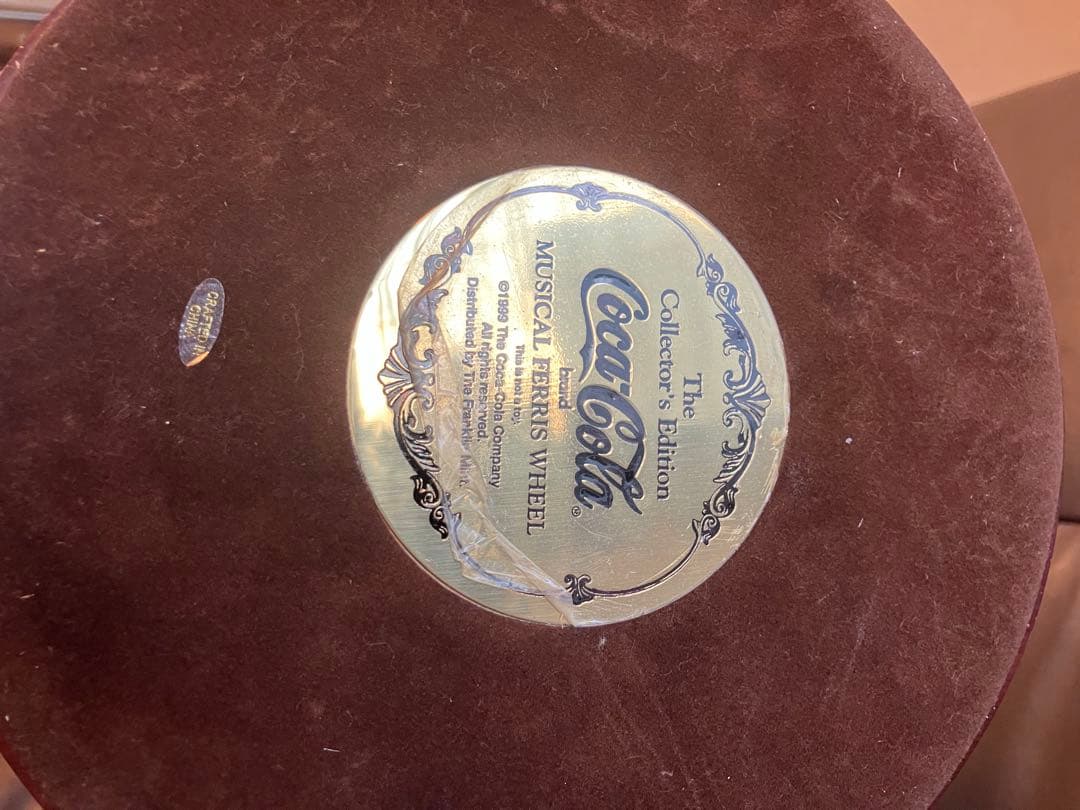 The
Collector's Edition
Coca-Cola®
brand
MUSICAL FERRIS WHEEL
This is not a toy.
©1999 The Coca-Cola Company
All rights reserved.
Distributed by The Franklin Mint.
CRAFTED IN
CHINA